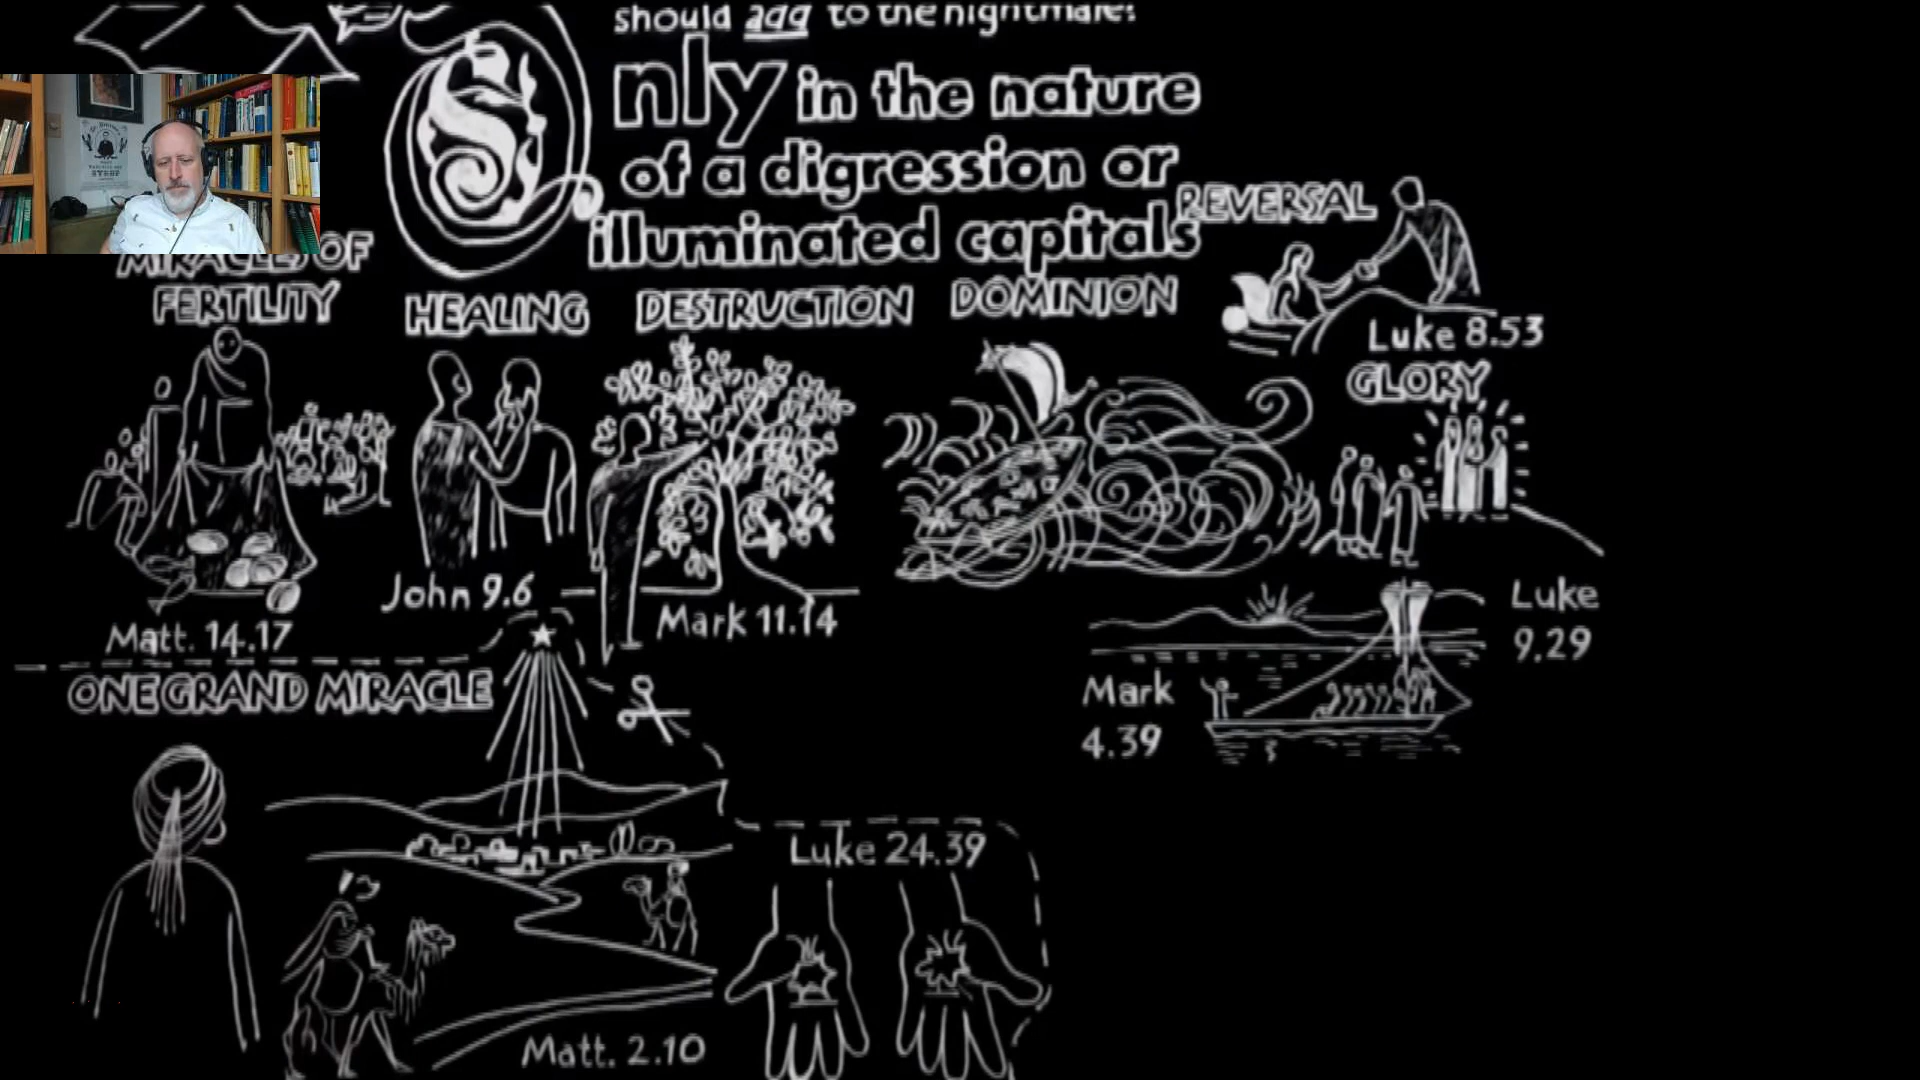 should add to the nightmare?
Only in the nature
of a digression or
illuminated capitals
REVERSAL
Luke 8.53
MIRACLES OF
FERTILITY
HEALING
DESTRUCTION
DOMINION
GLORY
John 9.6
Matt. 14.17
Mark 11.14
Luke
9.29
Mark
4.39
ONE GRAND MIRACLE
Luke 24.39
Matt. 2.10